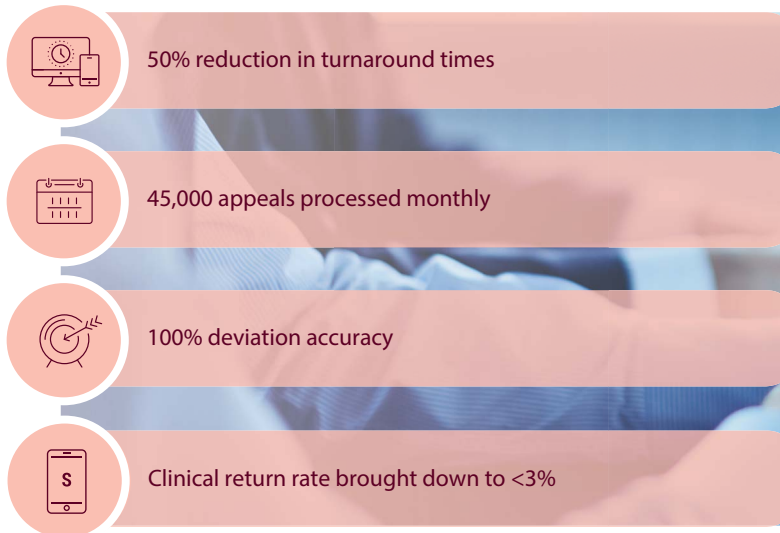 50% reduction in turnaround times
45,000 appeals processed monthly
100% deviation accuracy
S
Clinical return rate brought down to <3%